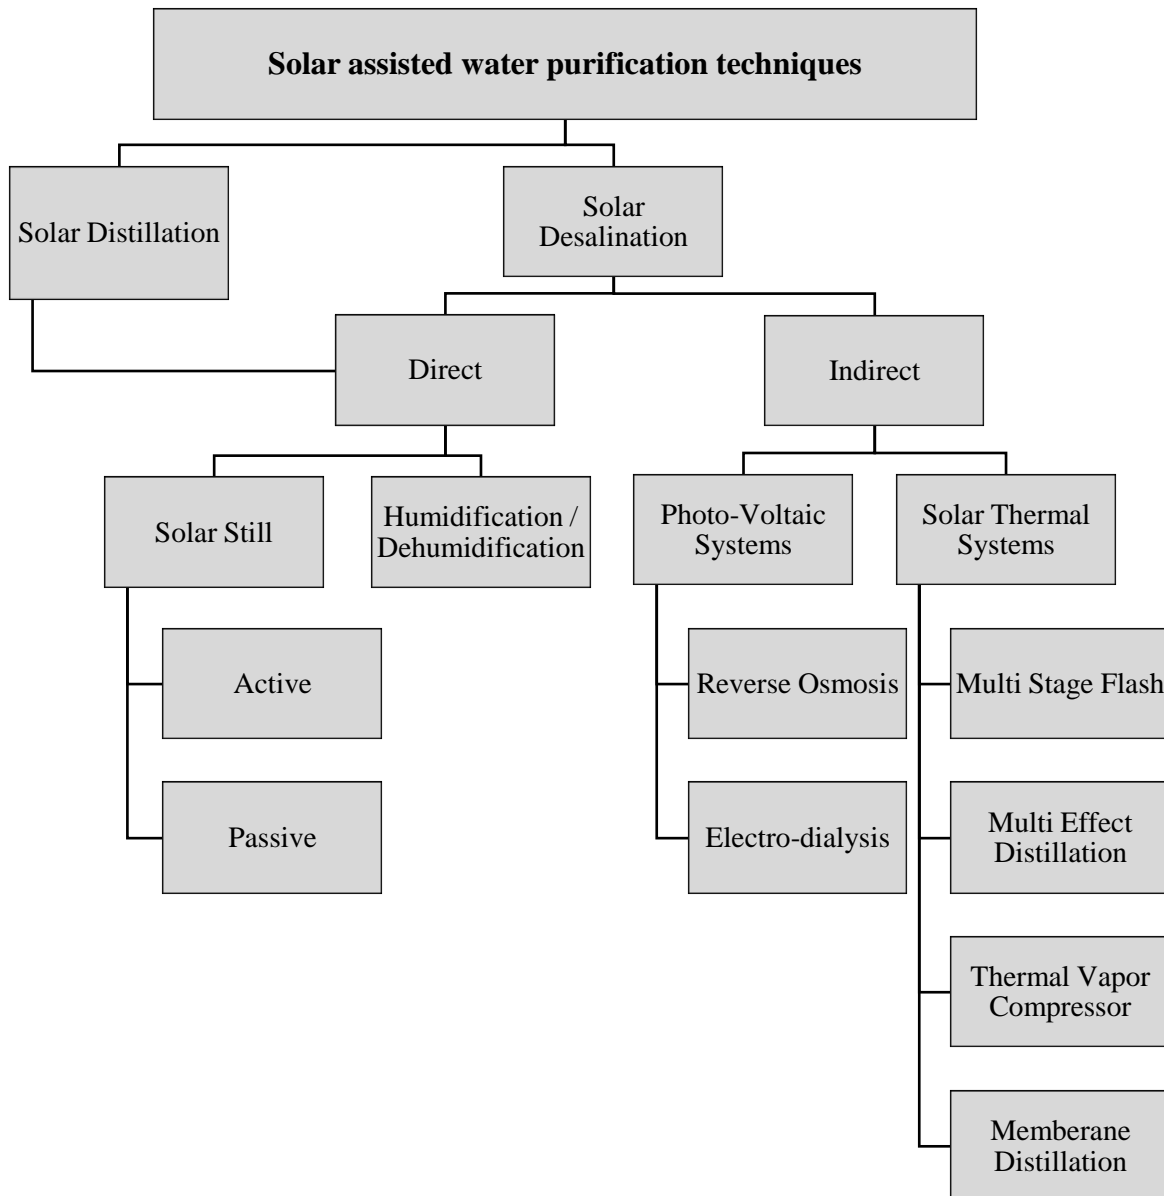 Solar assisted water purification techniques
Solar Distillation
Solar
Desalination
Direct
Indirect
Solar Still
Humidification /
Dehumidification
Photo-Voltaic
Systems
Solar Thermal
Systems
Active
Reverse Osmosis
Multi Stage Flash
Passive
Electro-dialysis
Multi Effect
Distillation
Thermal Vapor
Compressor
Memberane
Distillation